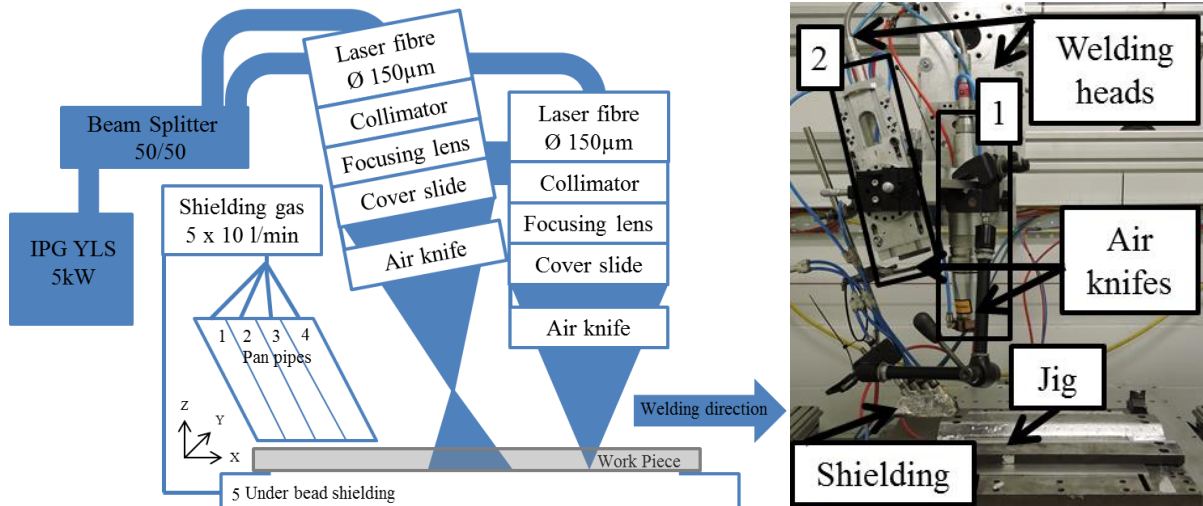 Laser fibre
Ø 150µm
Collimator
Focusing lens
Cover slide
Air knife
Beam Splitter
50/50
IPG YLS
5kW
Shielding gas
5 x 10 l/min
1 2 3 4
Pan pipes
Z
Y
X
Laser fibre
Ø 150µm
Collimator
Focusing lens
Cover slide
Air knife
Welding direction
Work Piece
5 Under bead shielding
2
1
Welding
heads
Air
knifes
Jig
Shielding